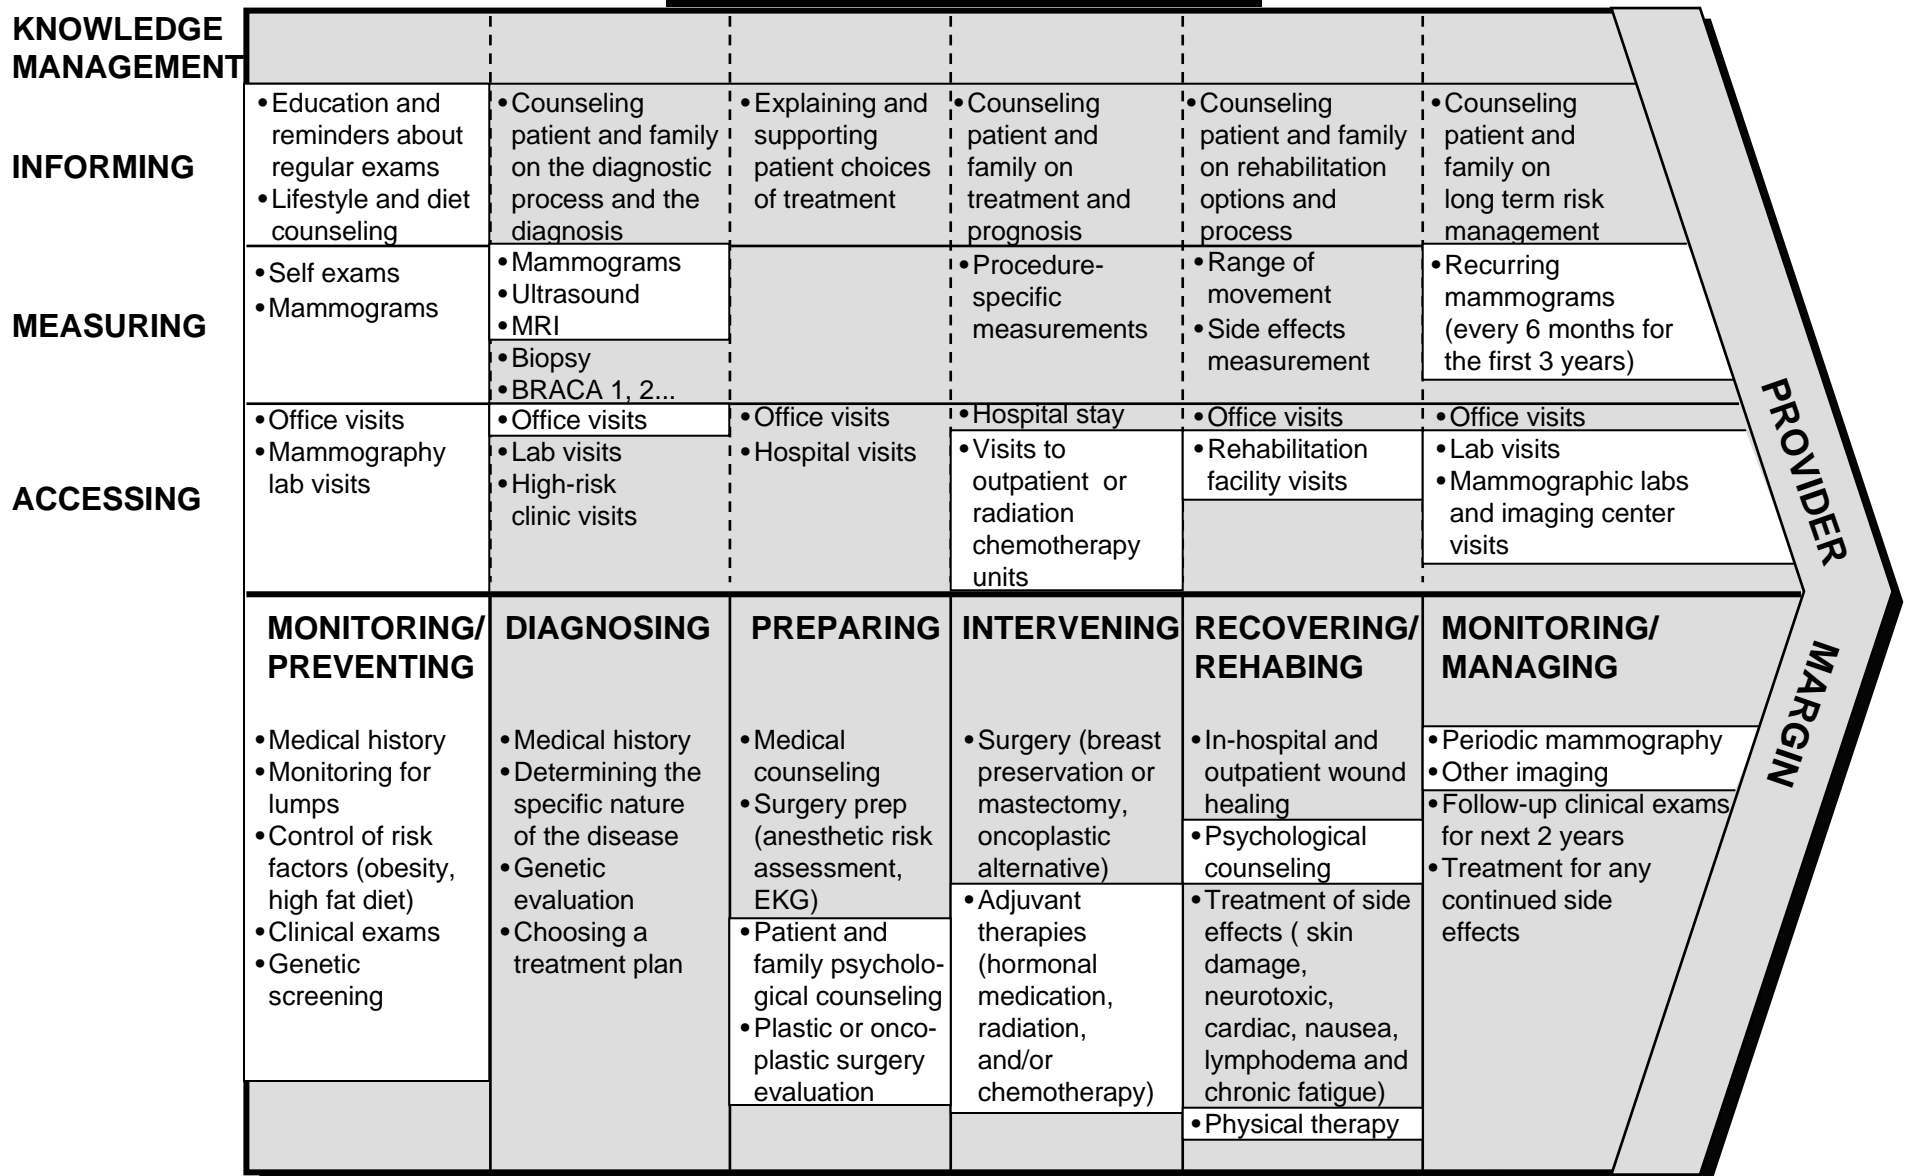 KNOWLEDGE
MANAGEMENT
INFORMING
•Education and
reminders about
regular exams
•Lifestyle and diet
counseling
•Counseling
patient and family
on the diagnostic
process and the
diagnosis
•Explaining and
supporting
patient choices
of treatment
•Counseling
patient and
family on
treatment and
prognosis
•Counseling
patient and family
on rehabilitation
options and
process
•Counseling
patient and
family on
long term risk
management
MEASURING
•Self exams
•Mammograms
•Mammograms
•Ultrasound
•MRI
•Biopsy
•BRACA 1, 2...
•Procedure-
specific
measurements
•Range of
movement
•Side effects
measurement
•Recurring
mammograms
(every 6 months for
the first 3 years)
ACCESSING
•Office visits
•Mammography
lab visits
•Office visits
•Lab visits
•High-risk
clinic visits
•Office visits
•Hospital visits
•Hospital stay
•Visits to
outpatient or
radiation
chemotherapy
units
•Office visits
•Rehabilitation
facility visits
•Office visits
•Lab visits
•Mammographic labs
and imaging center
visits
MONITORING/
PREVENTING
•Medical history
•Monitoring for
lumps
•Control of risk
factors (obesity,
high fat diet)
•Clinical exams
•Genetic
screening
DIAGNOSING
•Medical history
•Determining the
specific nature
of the disease
•Genetic
evaluation
•Choosing a
treatment plan
PREPARING
•Medical
counseling
•Surgery prep
(anesthetic risk
assessment,
EKG)
•Patient and
family psycholo-
gical counseling
•Plastic or onco-
plastic surgery
evaluation
INTERVENING
•Surgery (breast
preservation or
mastectomy,
oncoplastic
alternative)
•Adjuvant
therapies
(hormonal
medication,
radiation,
and/or
chemotherapy)
RECOVERING/
REHABING
•In-hospital and
outpatient wound
healing
•Psychological
counseling
•Treatment of side
effects ( skin
damage,
neurotoxic,
cardiac, nausea,
lymphodema and
chronic fatigue)
•Physical therapy
MONITORING/
MANAGING
•Periodic mammography
•Other imaging
•Follow-up clinical exams
for next 2 years
•Treatment for any
continued side
effects
PROVIDER
MARGIN